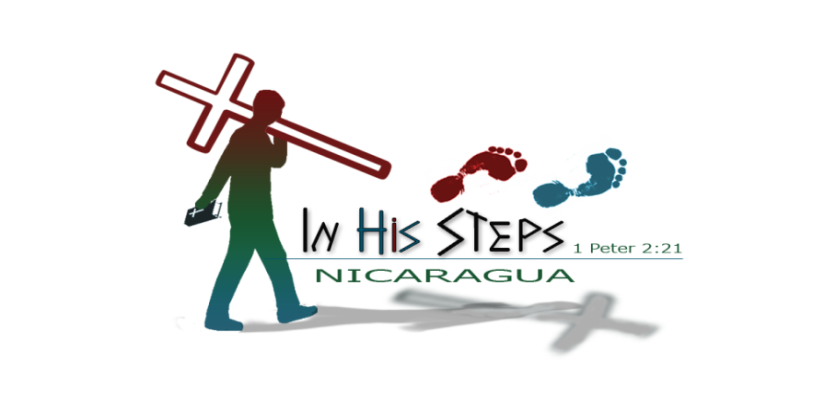 In His Steps 1 Peter 2:21
NICARAGUA